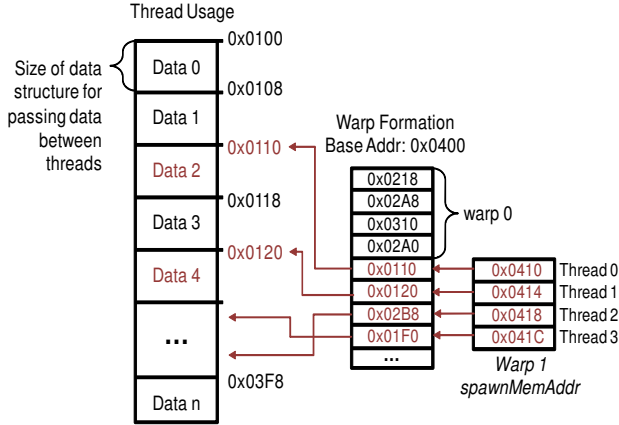 Thread Usage
0x0100
Size of data
structure for
passing data
between
threads
Data 0
0x0108
Data 1
0x0110
Data 2
0x0118
Data 3
0x0120
Data 4
...
0x03F8
Data n
Warp Formation
Base Addr: 0x0400
0x0218
0x02A8
0x0310
0x02A0
warp 0
0x0110
0x0120
0x02B8
0x01F0
...
0x0410 Thread 0
0x0414 Thread 1
0x0418 Thread 2
0x041C Thread 3
Warp 1
spawnMemAddr